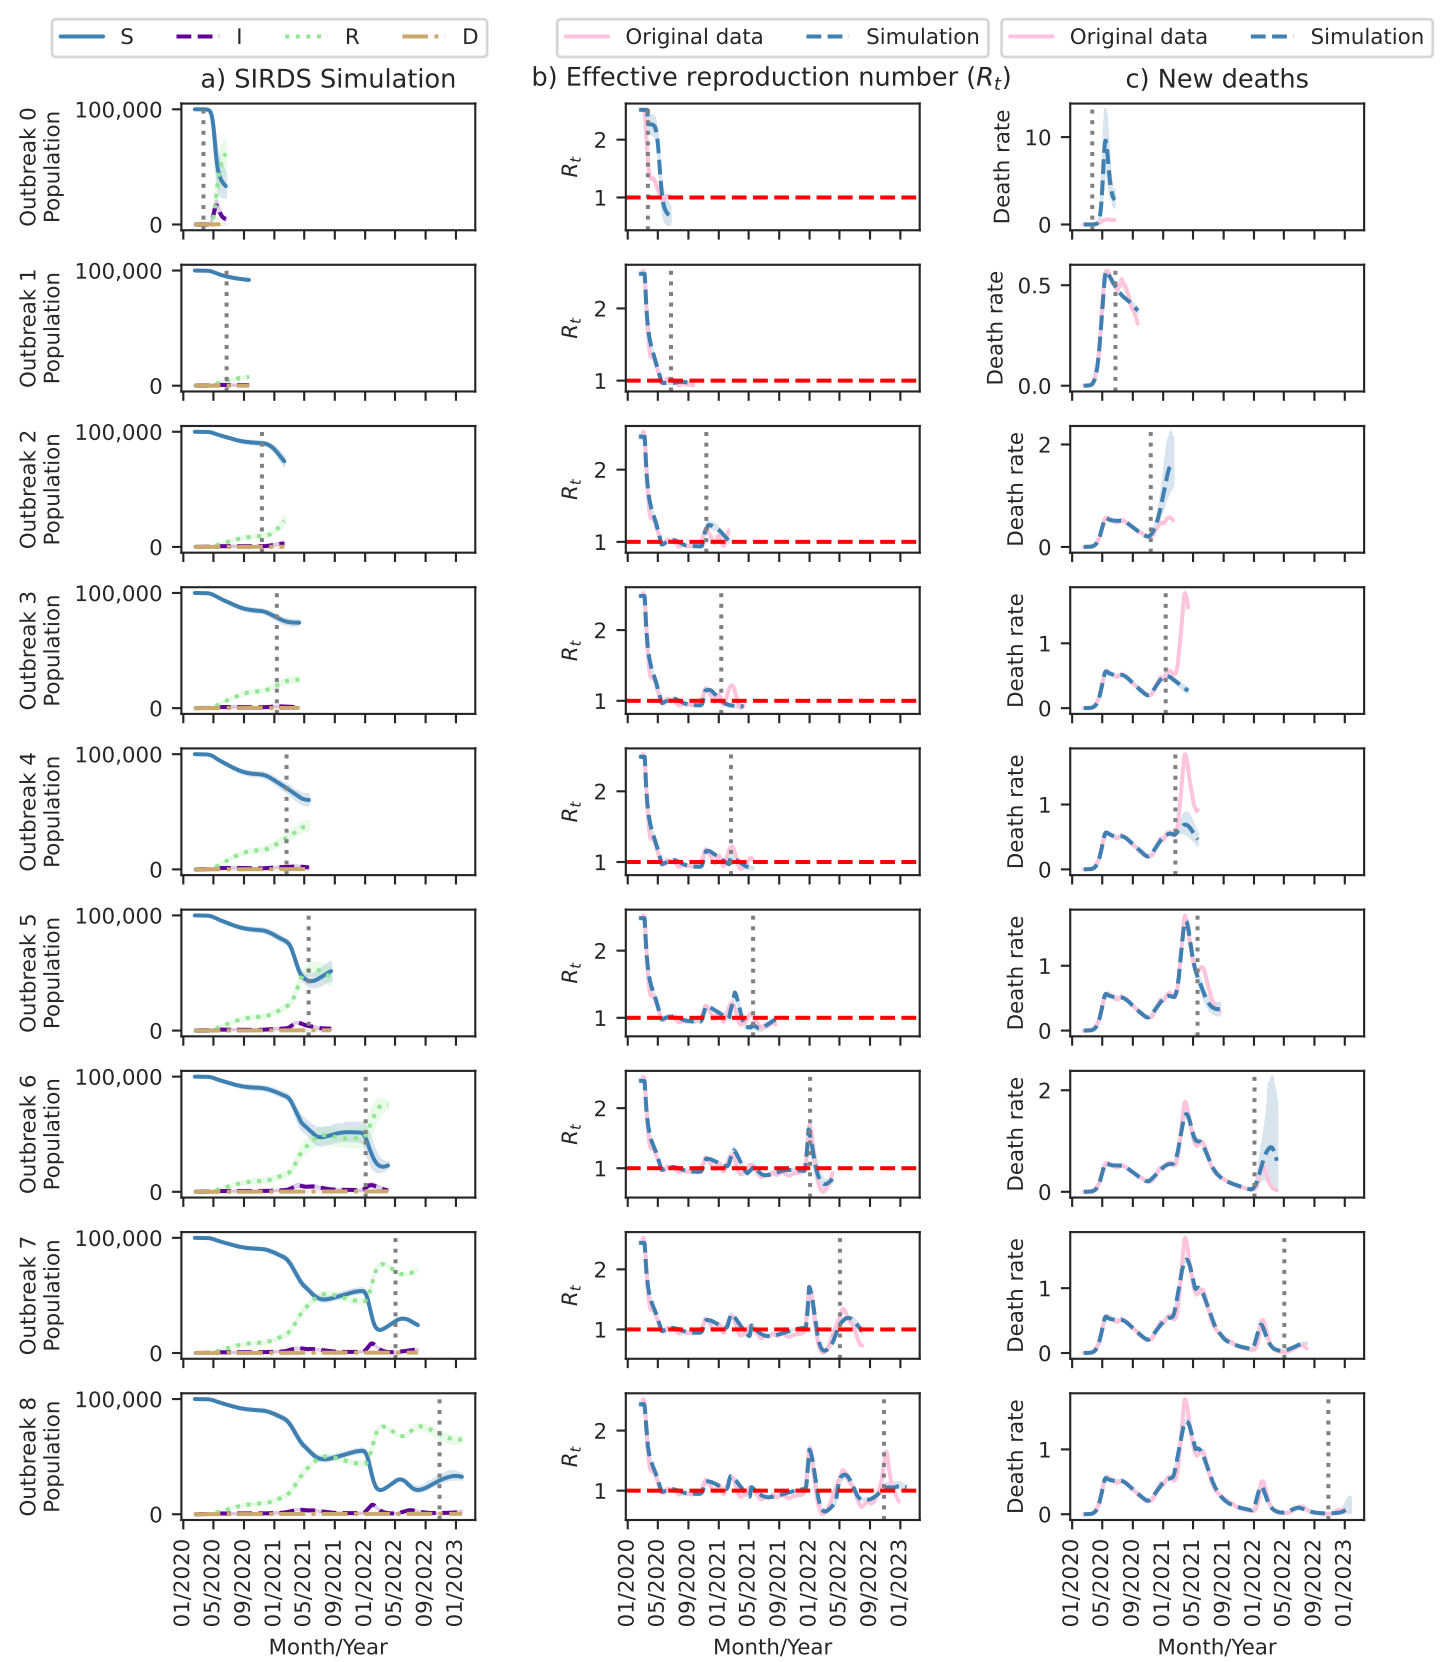 S I R D
Original data Simulation
Original data Simulation
a) SIRDS Simulation
b) Effective reproduction number (Rt)
c) New deaths
Outbreak 0
Population
100,000
0
Rt
2
1
Death rate
10
0
Outbreak 1
Population
100,000
0
Rt
2
1
Death rate
0.5
0.0
Outbreak 2
Population
100,000
0
Rt
2
1
Death rate
2
0
Outbreak 3
Population
100,000
0
Rt
2
1
Death rate
1
0
Outbreak 4
Population
100,000
0
Rt
2
1
Death rate
1
0
Outbreak 5
Population
100,000
0
Rt
2
1
Death rate
1
0
Outbreak 6
Population
100,000
0
Rt
2
1
Death rate
2
0
Outbreak 7
Population
100,000
0
Rt
2
1
Death rate
1
0
Outbreak 8
Population
100,000
0
Rt
2
1
Death rate
1
0
01/2020 05/2020 09/2020 01/2021 05/2021 09/2021 01/2022 05/2022 09/2022 01/2023
Month/Year
01/2020 05/2020 09/2020 01/2021 05/2021 09/2021 01/2022 05/2022 09/2022 01/2023
Month/Year
01/2020 05/2020 09/2020 01/2021 05/2021 09/2021 01/2022 05/2022 09/2022 01/2023
Month/Year